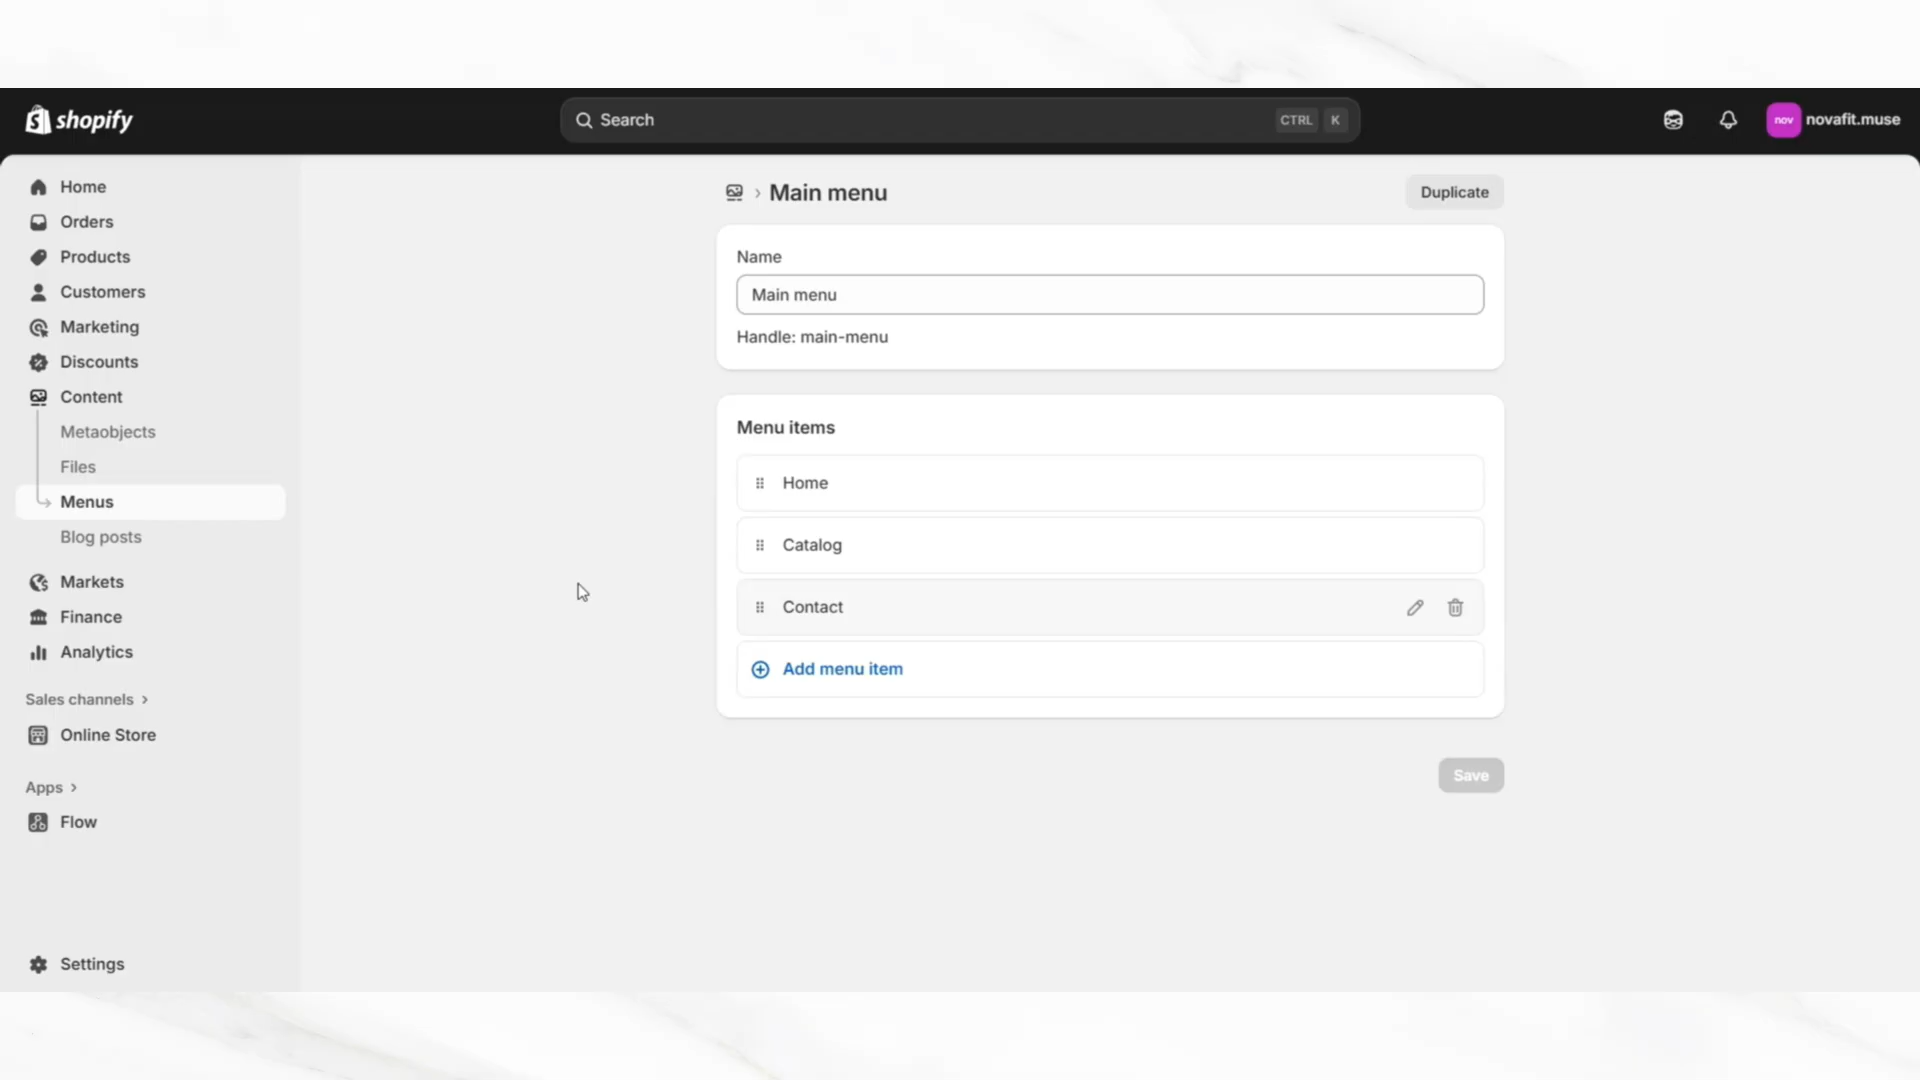 shopify
Search CTRL K
nov novafit.muse
Home
Orders
Products
Customers
Marketing
Discounts
Content
Metaobjects
Files
Menus
Blog posts
Markets
Finance
Analytics
Sales channels
Online Store
Apps
Flow
Settings
Main menu
Duplicate
Name
Main menu
Handle: main-menu
Menu items
Home
Catalog
Contact
Add menu item
Save